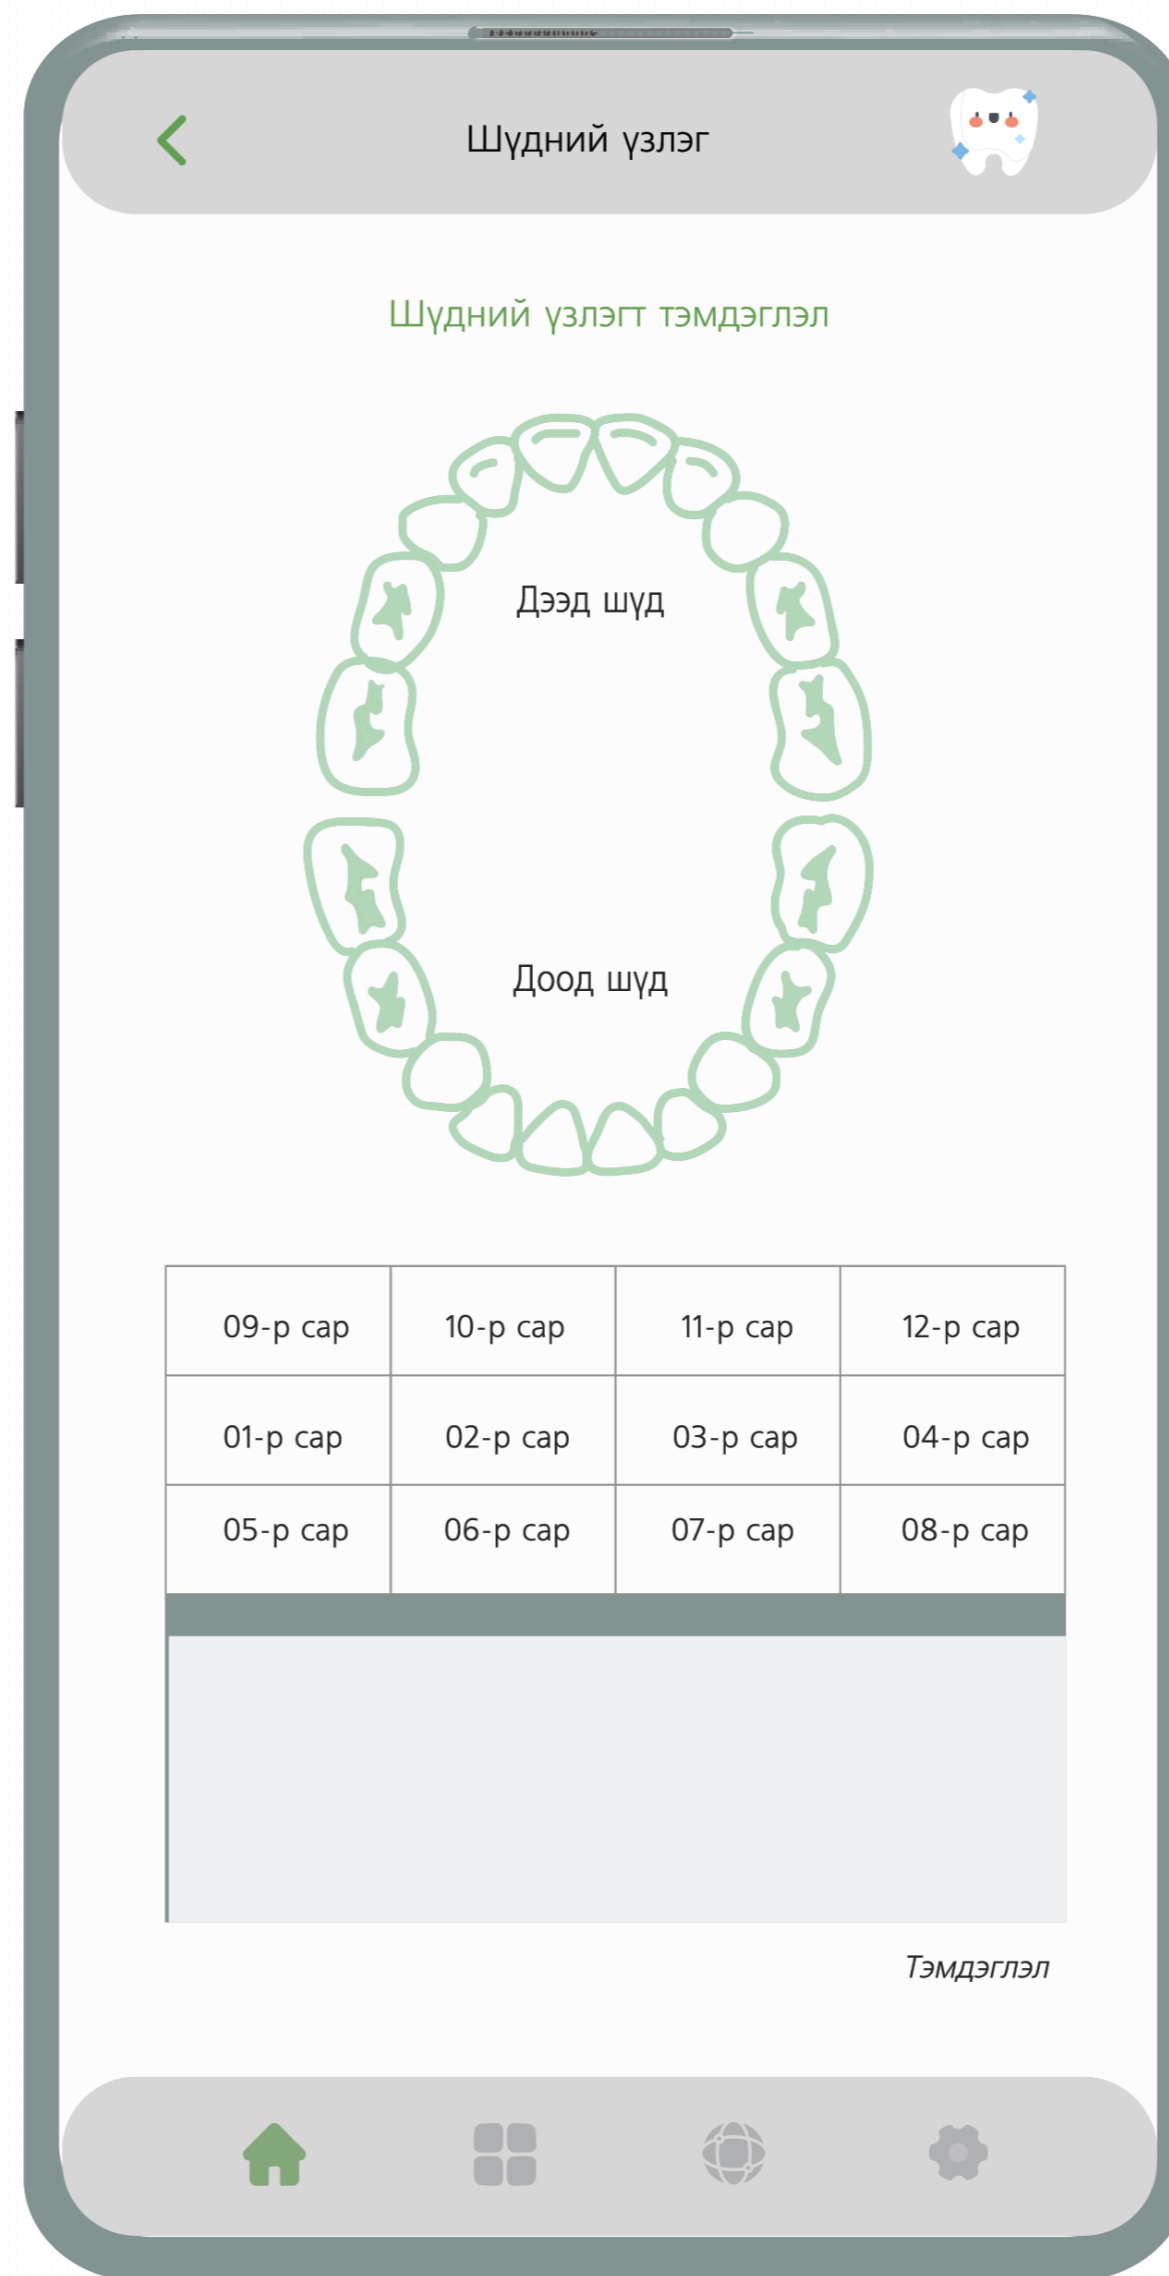 Шүдний үзлэг
Шүдний үзлэгт тэмдэглэл
Дээд шүд
Доод шүд
09-р сар 10-р сар 11-р сар 12-р сар
01-р сар 02-р сар 03-р сар 04-р сар
05-р сар 06-р сар 07-р сар 08-р сар
Тэмдэглэл